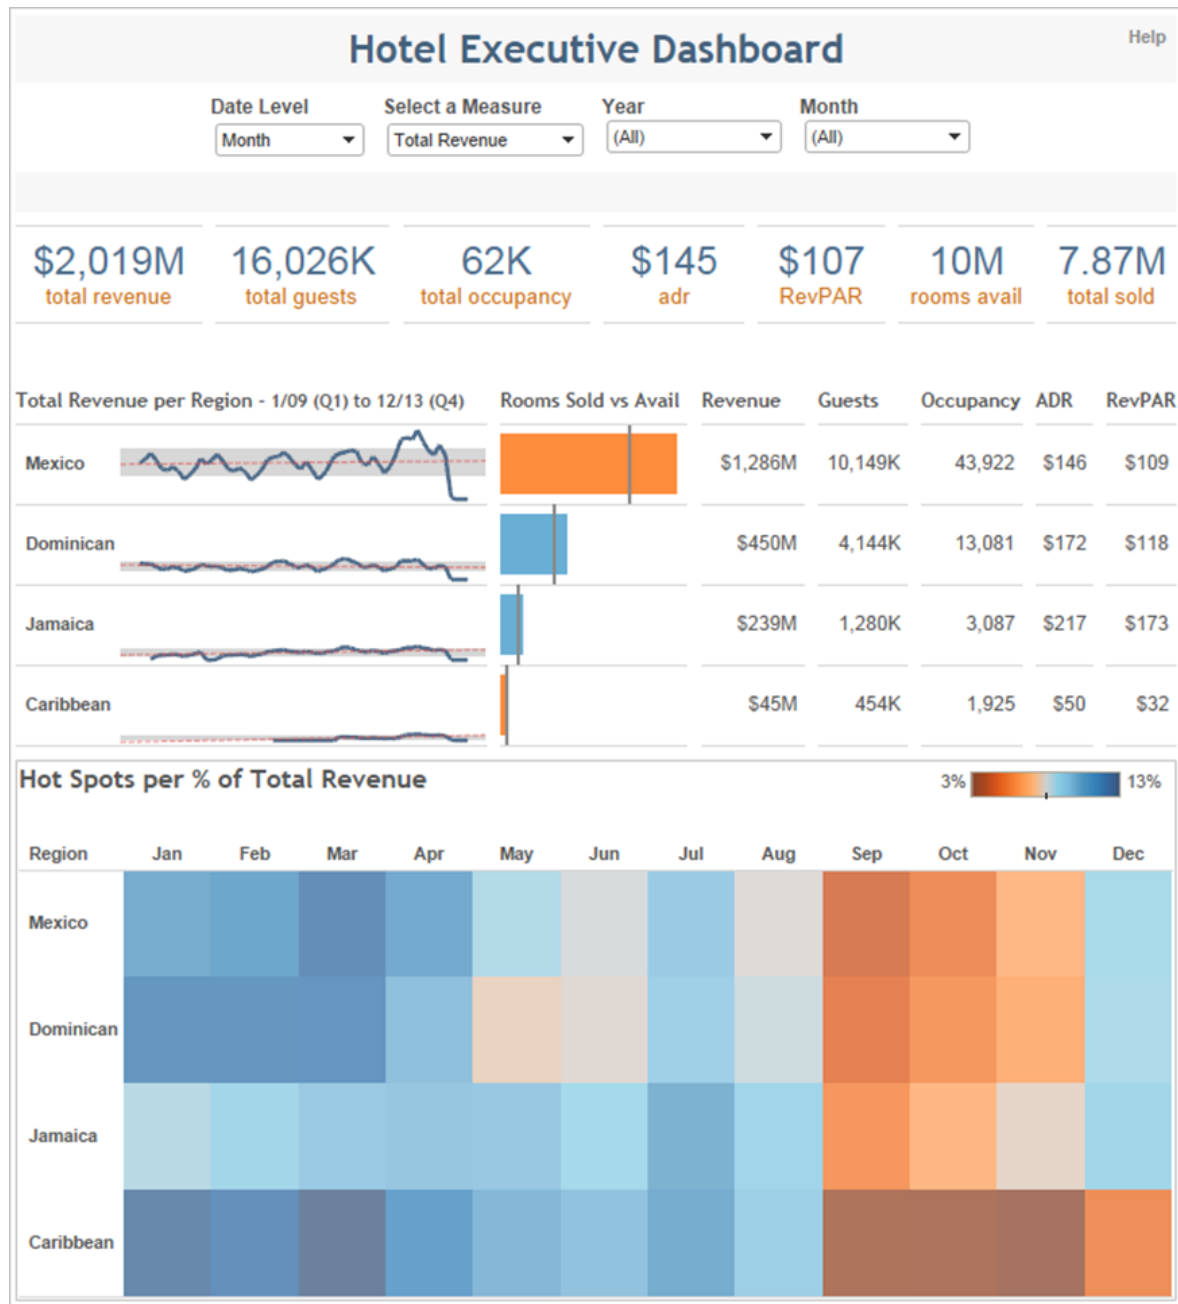 Hotel Executive Dashboard
Help
Date Level Select a Measure Year Month
Month Total Revenue (All) (All)
$2,019M 16,026K 62K $145 $107 10M 7.87M
total revenue total guests total occupancy adr RevPAR rooms avail total sold
Total Revenue per Region - 1/09 (Q1) to 12/13 (Q4) Rooms Sold vs Avail Revenue Guests Occupancy ADR RevPAR
Mexico $1,286M 10,149K 43,922 $146 $109
Dominican $450M 4,144K 13,081 $172 $118
Jamaica $239M 1,280K 3,087 $217 $173
Caribbean $45M 454K 1,925 $50 $32
Hot Spots per % of Total Revenue 3% 13%
Region Jan Feb Mar Apr May Jun Jul Aug Sep Oct Nov Dec
Mexico
Dominican
Jamaica
Caribbean